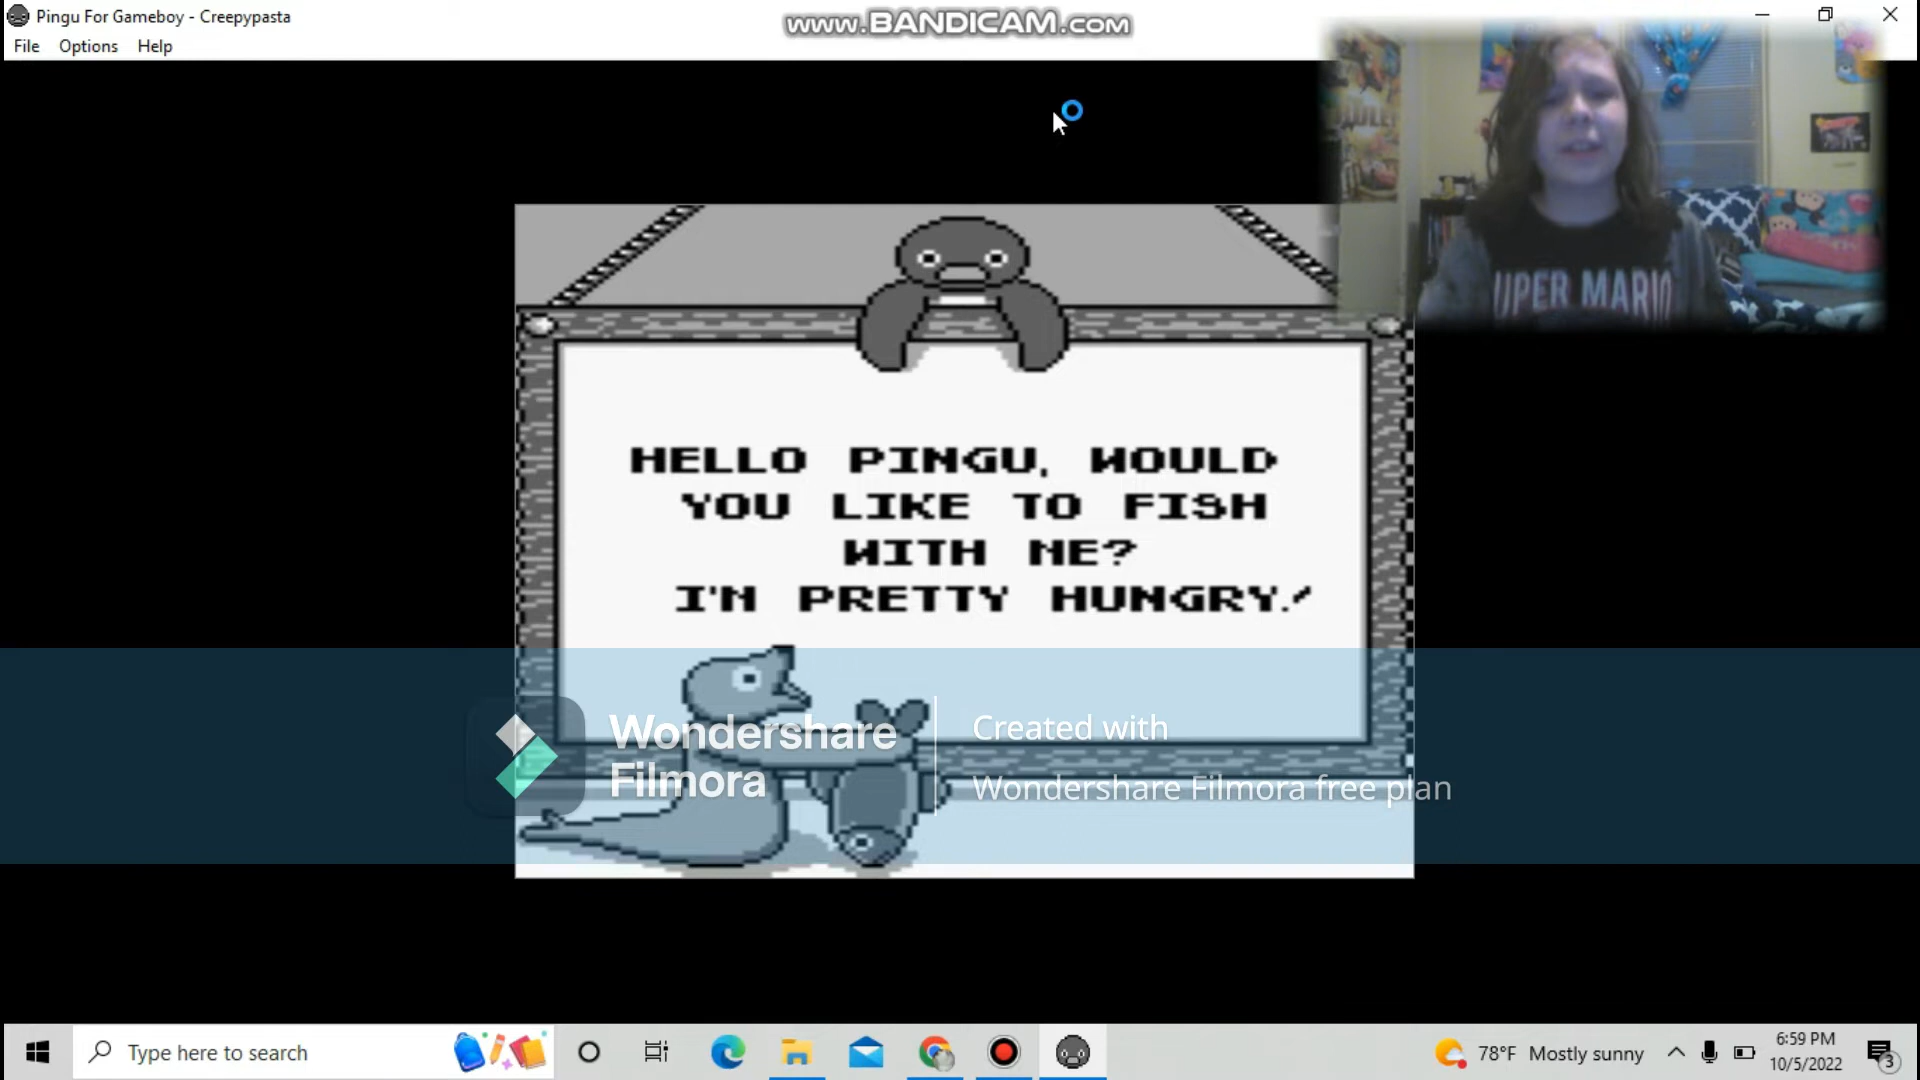 Pingu For Gameboy - Creepypasta
www.BANDICAM.com
File Options Help
UPER MARIO
HELLO PINGU, WOULD
YOU LIKE TO FISH
WITH NE?
I'N PRETTY HUNGRY!
Wondershare
Filmora
Created with
Wondershare Filmora free plan
Type here to search
78°F Mostly sunny
6:59 PM
10/5/2022
3